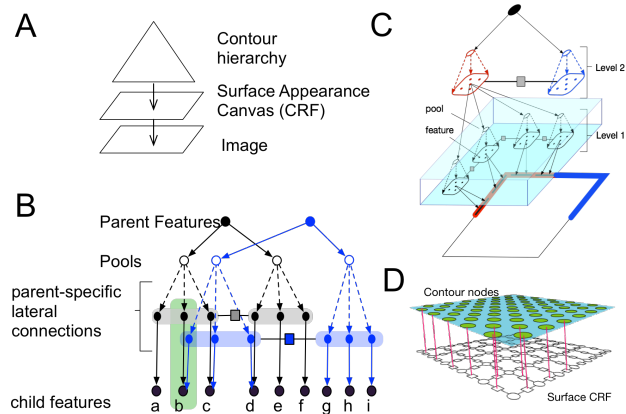 A
Contour
hierarchy
Surface Appearance
Canvas (CRF)
Image
B
Parent Features
Pools
parent-specific
lateral
connections
child features
a b c d e f g h i
C
Level 2
pool
feature
Level 1
D
Contour nodes
Surface CRF